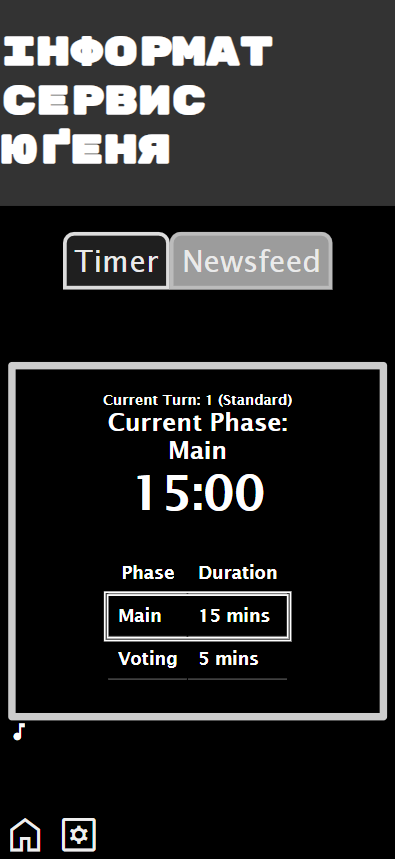 ІНФОРМАТ
СЕРВИС
ЮҐЕНЯ
Timer Newsfeed
Current Turn: 1 (Standard)
Current Phase:
Main
15:00
Phase Duration
Main 15 mins
Voting 5 mins